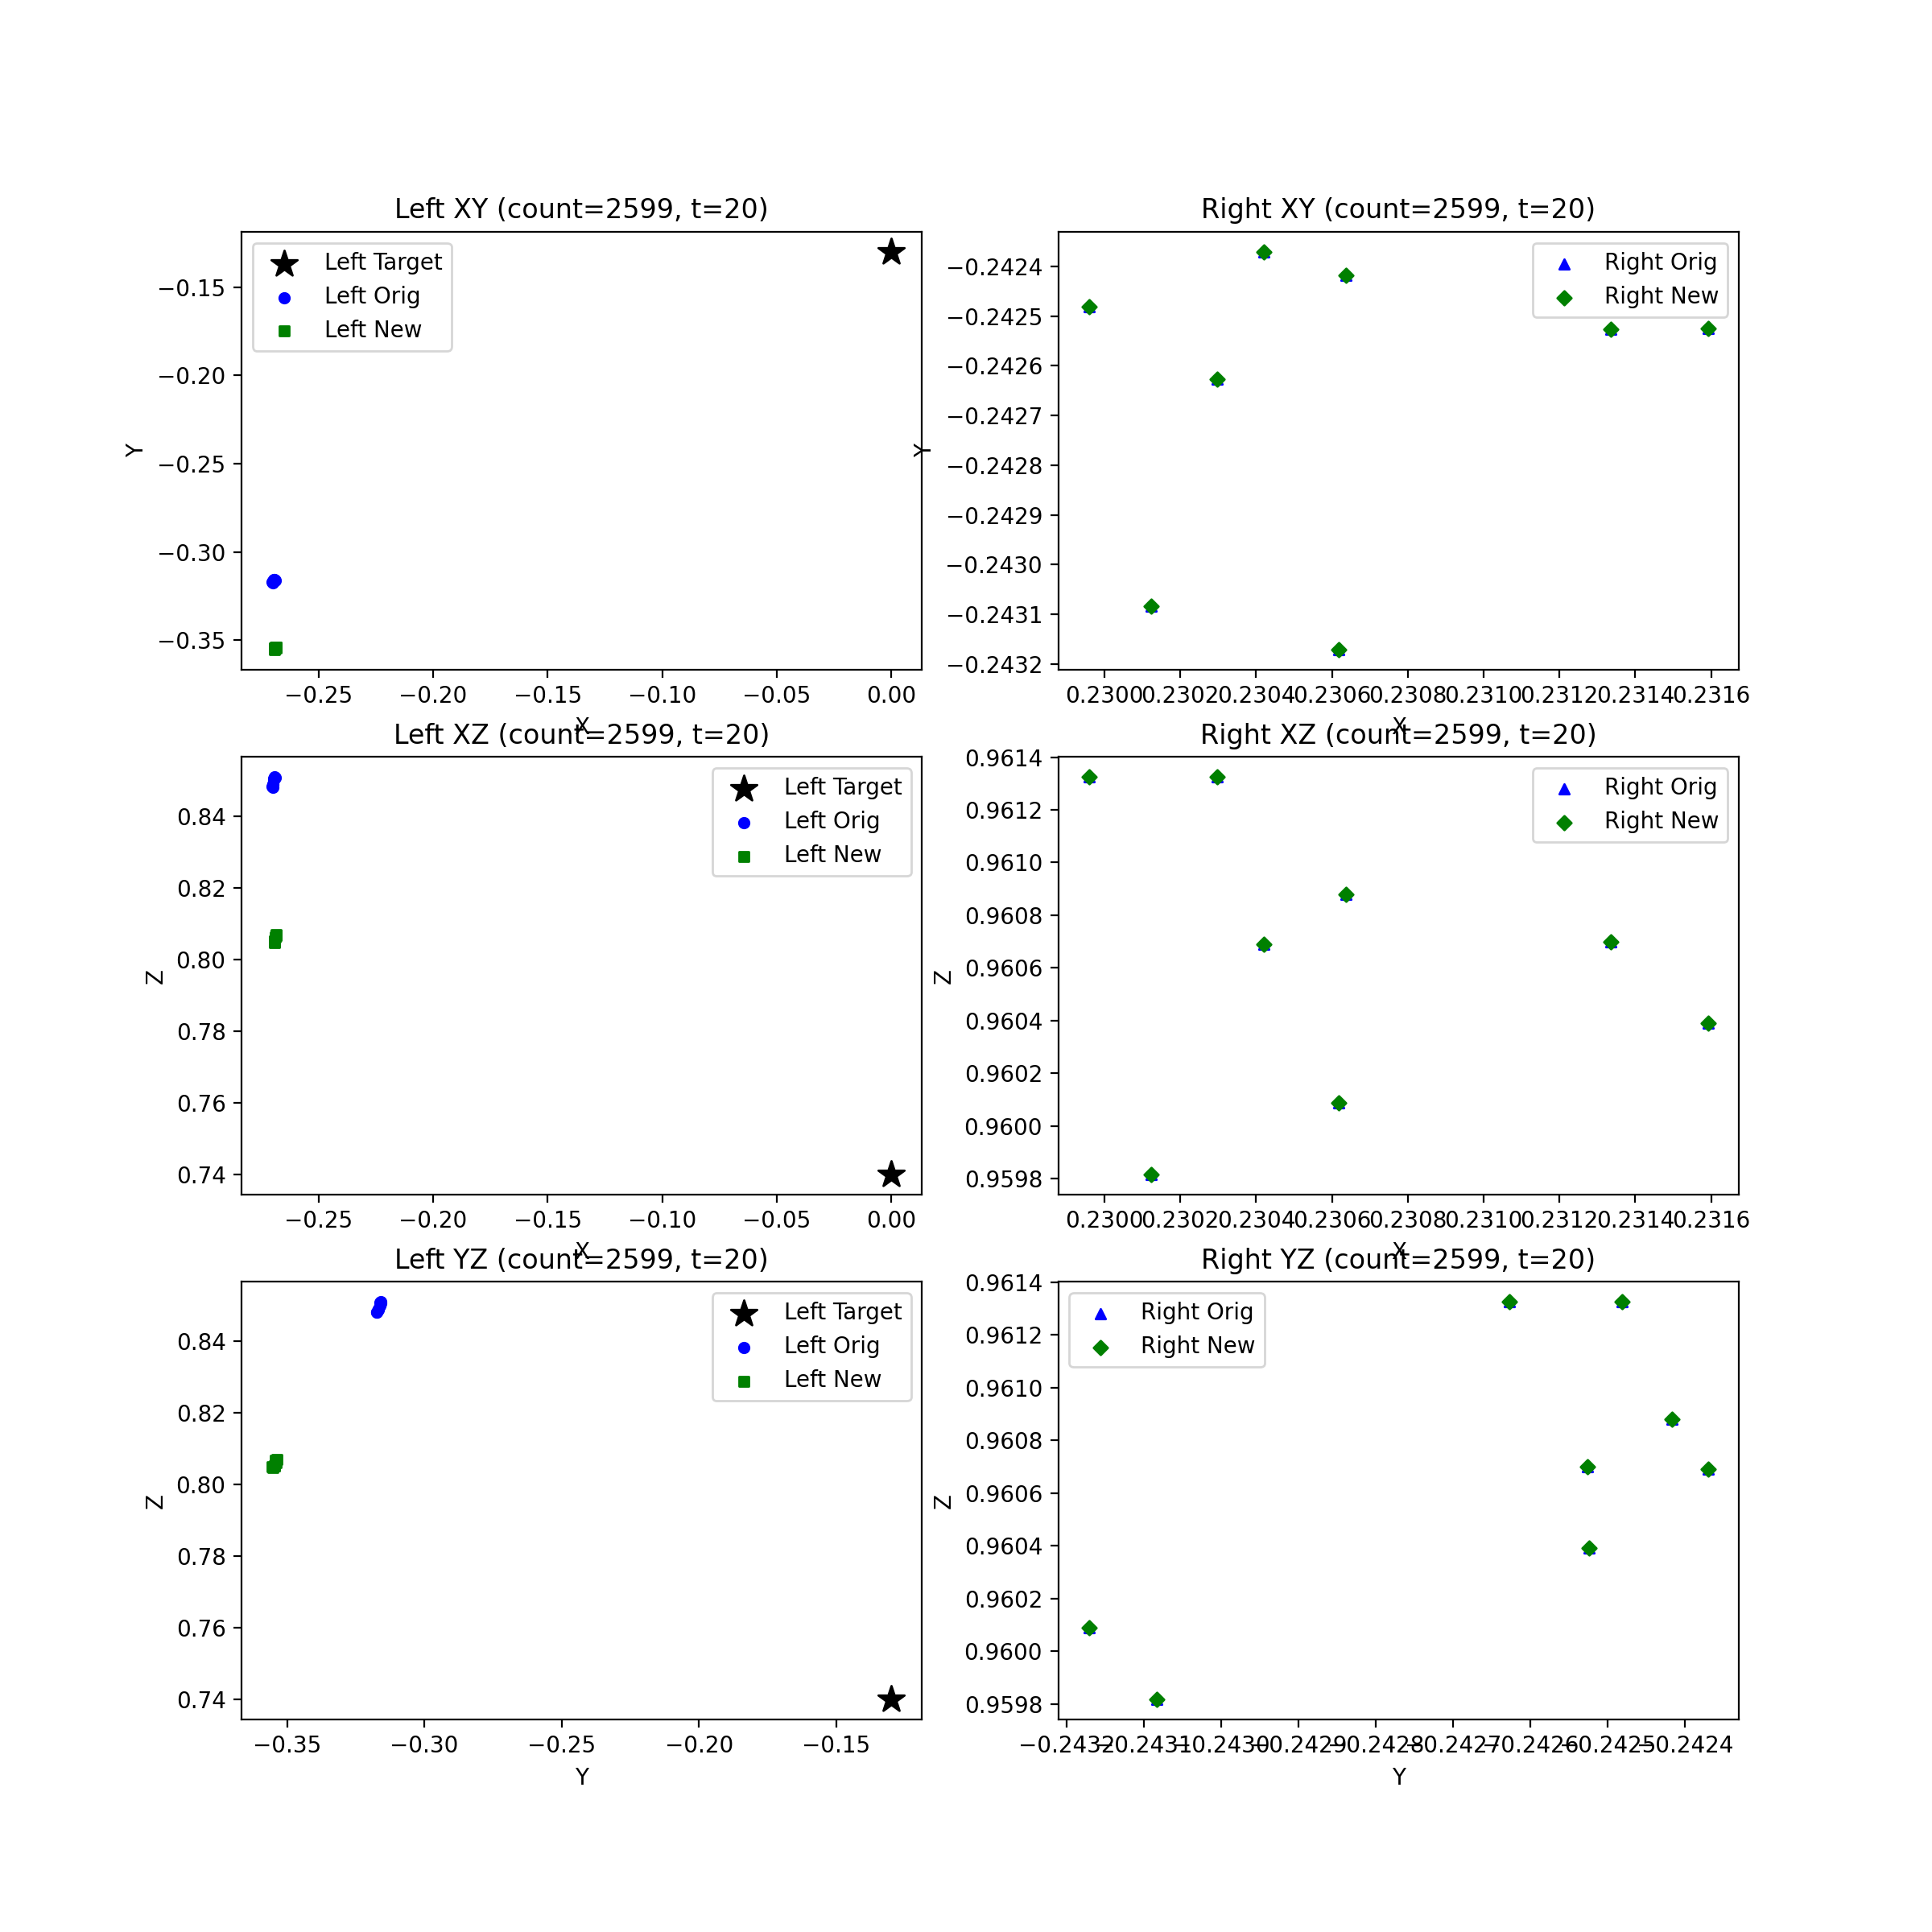 Left XY (count=2599, t=20)
Left Target
Left Orig
Left New
−0.15
−0.20
−0.25
−0.30
−0.35
Y
−0.25 −0.20 −0.15 −0.10 −0.05 0.00
X
Right XY (count=2599, t=20)
Right Orig
Right New
−0.2424
−0.2425
−0.2426
−0.2427
−0.2428
−0.2429
−0.2430
−0.2431
−0.2432
Y
0.2300 0.2302 0.2304 0.2306 0.2308 0.2310 0.2312 0.2314 0.2316
X
Left XZ (count=2599, t=20)
Left Target
Left Orig
Left New
0.84
0.82
0.80
0.78
0.76
0.74
Z
−0.25 −0.20 −0.15 −0.10 −0.05 0.00
X
Right XZ (count=2599, t=20)
Right Orig
Right New
0.9614
0.9612
0.9610
0.9608
0.9606
0.9604
0.9602
0.9600
0.9598
Z
0.2300 0.2302 0.2304 0.2306 0.2308 0.2310 0.2312 0.2314 0.2316
X
Left YZ (count=2599, t=20)
Left Target
Left Orig
Left New
0.84
0.82
0.80
0.78
0.76
0.74
Z
−0.35 −0.30 −0.25 −0.20 −0.15
Y
Right YZ (count=2599, t=20)
Right Orig
Right New
0.9614
0.9612
0.9610
0.9608
0.9606
0.9604
0.9602
0.9600
0.9598
Z
−0.2432 −0.2431 −0.2430 −0.2429 −0.2428 −0.2427 −0.2426 −0.2425 −0.2424
Y